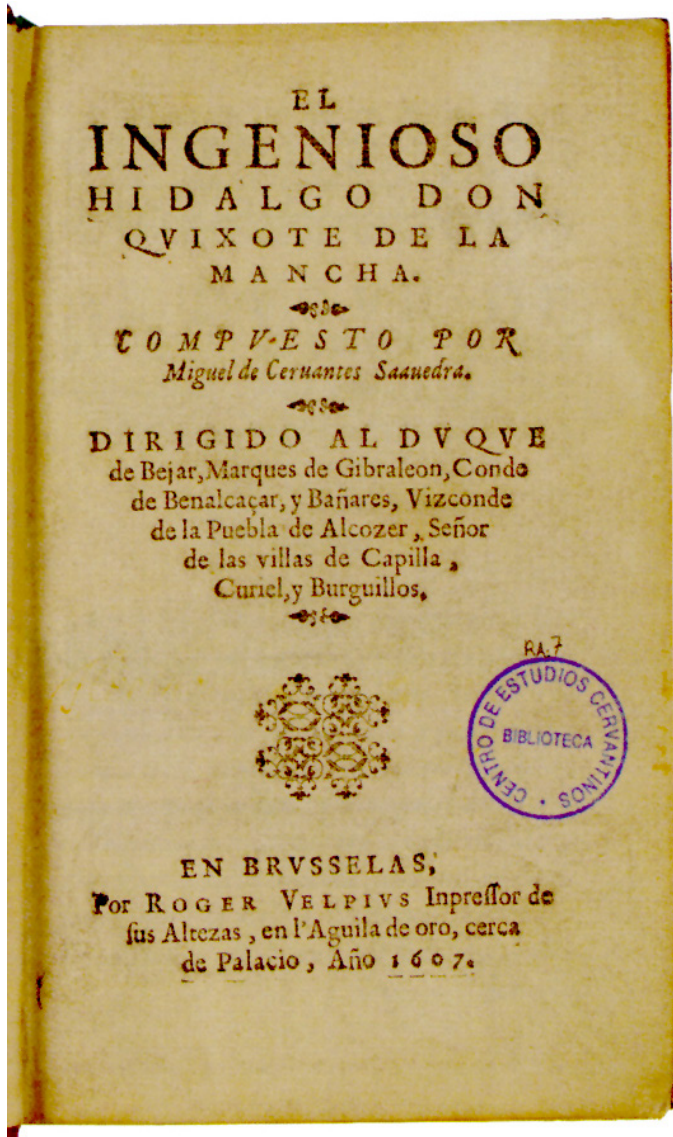 EL
INGENIOSO
HIDALGO DON
QVIXOTE DE LA
MANCHA.
COMPVESTO POR
Miguel de Ceruantes Saauedra.
DIRIGIDO AL DVQVE
de Bejar, Marques de Gibraleon, Conde
de Benalcaçar, y Bañares, Vizconde
de la Puebla de Alcozer, Señor
de las villas de Capilla,
Curiel, y Burguillos.
RA.7
CENTRO DE ESTUDIOS CERVANTINOS
BIBLIOTECA
EN BRVSSELAS,
Por ROGER VELPIVS Inpreſſor de
ſus Altezas, en l'Aguila de oro, cerca
de Palacio, Año 1607.